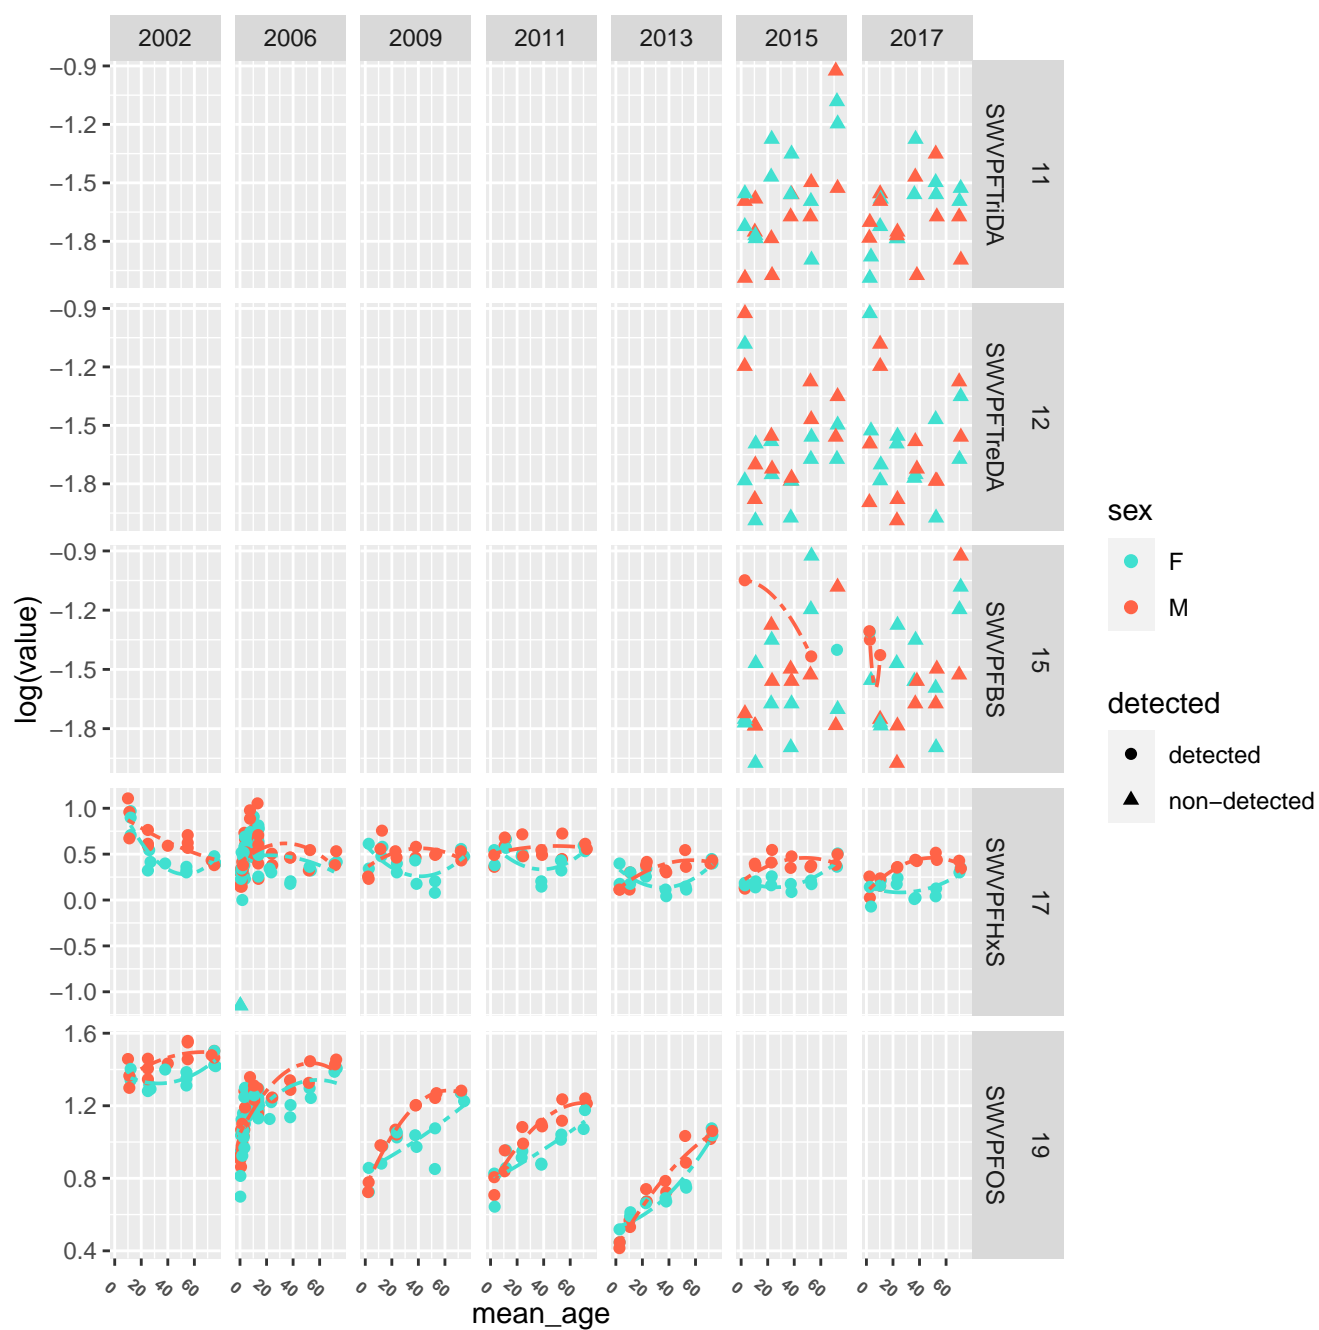 2002 2006 2009 2011 2013 2015 2017
−0.9
−1.2
−1.5
−1.8
11
SWVPFTriDA
−0.9
−1.2
−1.5
−1.8
12
SWVPFTreDA
−0.9
−1.2
−1.5
−1.8
15
SWVPFBS
1.0
0.5
0.0
−0.5
−1.0
17
SWVPFHxS
1.6
1.2
0.8
0.4
19
SWVPFOS
0 20 40 60 0 20 40 60 0 20 40 60 0 20 40 60 0 20 40 60 0 20 40 60 0 20 40 60
mean_age
log(value)
sex
F
M
detected
detected
non−detected